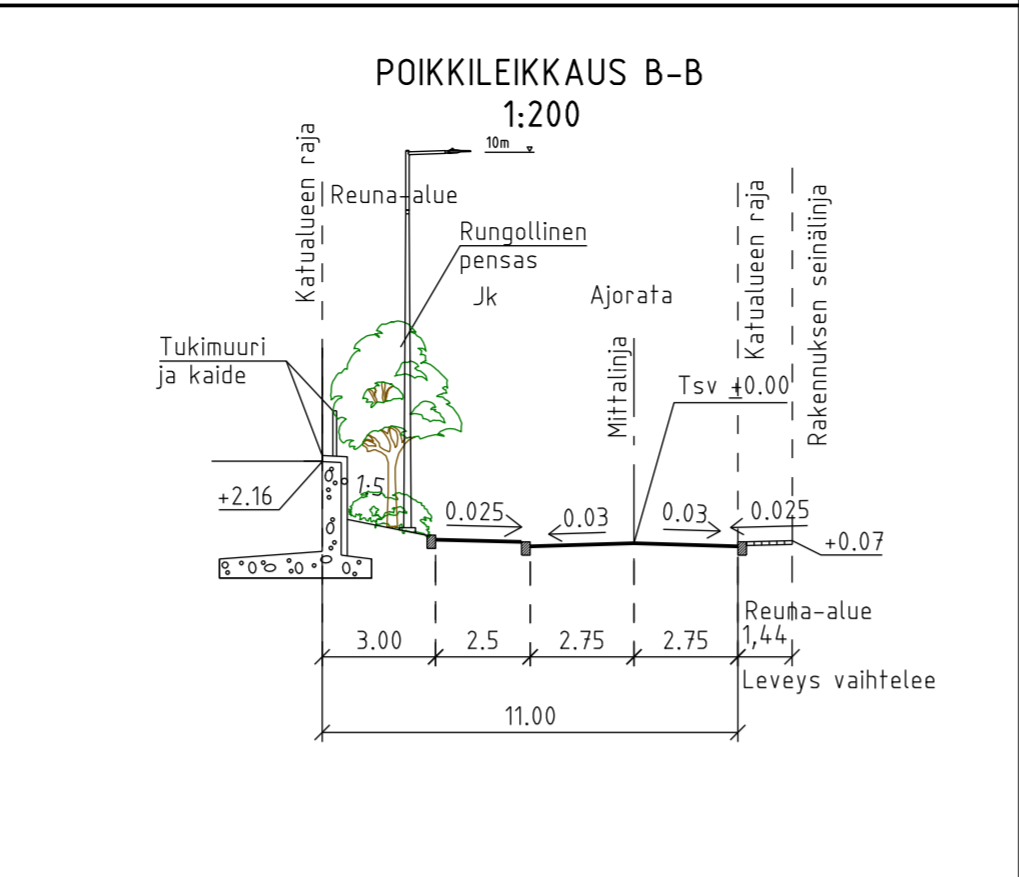 POIKKILEIKKAUS B-B
1:200
10m
Katualueen raja
Reuna-alue
Rungollinen
pensas
Jk
Ajorata
Katualueen raja
Rakennuksen seinälinja
Mittalinja
Tukimuuri
ja kaide
Tsv ±0.00
+2.16
1:5
0.025
0.03
0.03
0.025
+0.07
Reuna-alue
3.00
2.5
2.75
2.75
1,44
Leveys vaihtelee
11.00